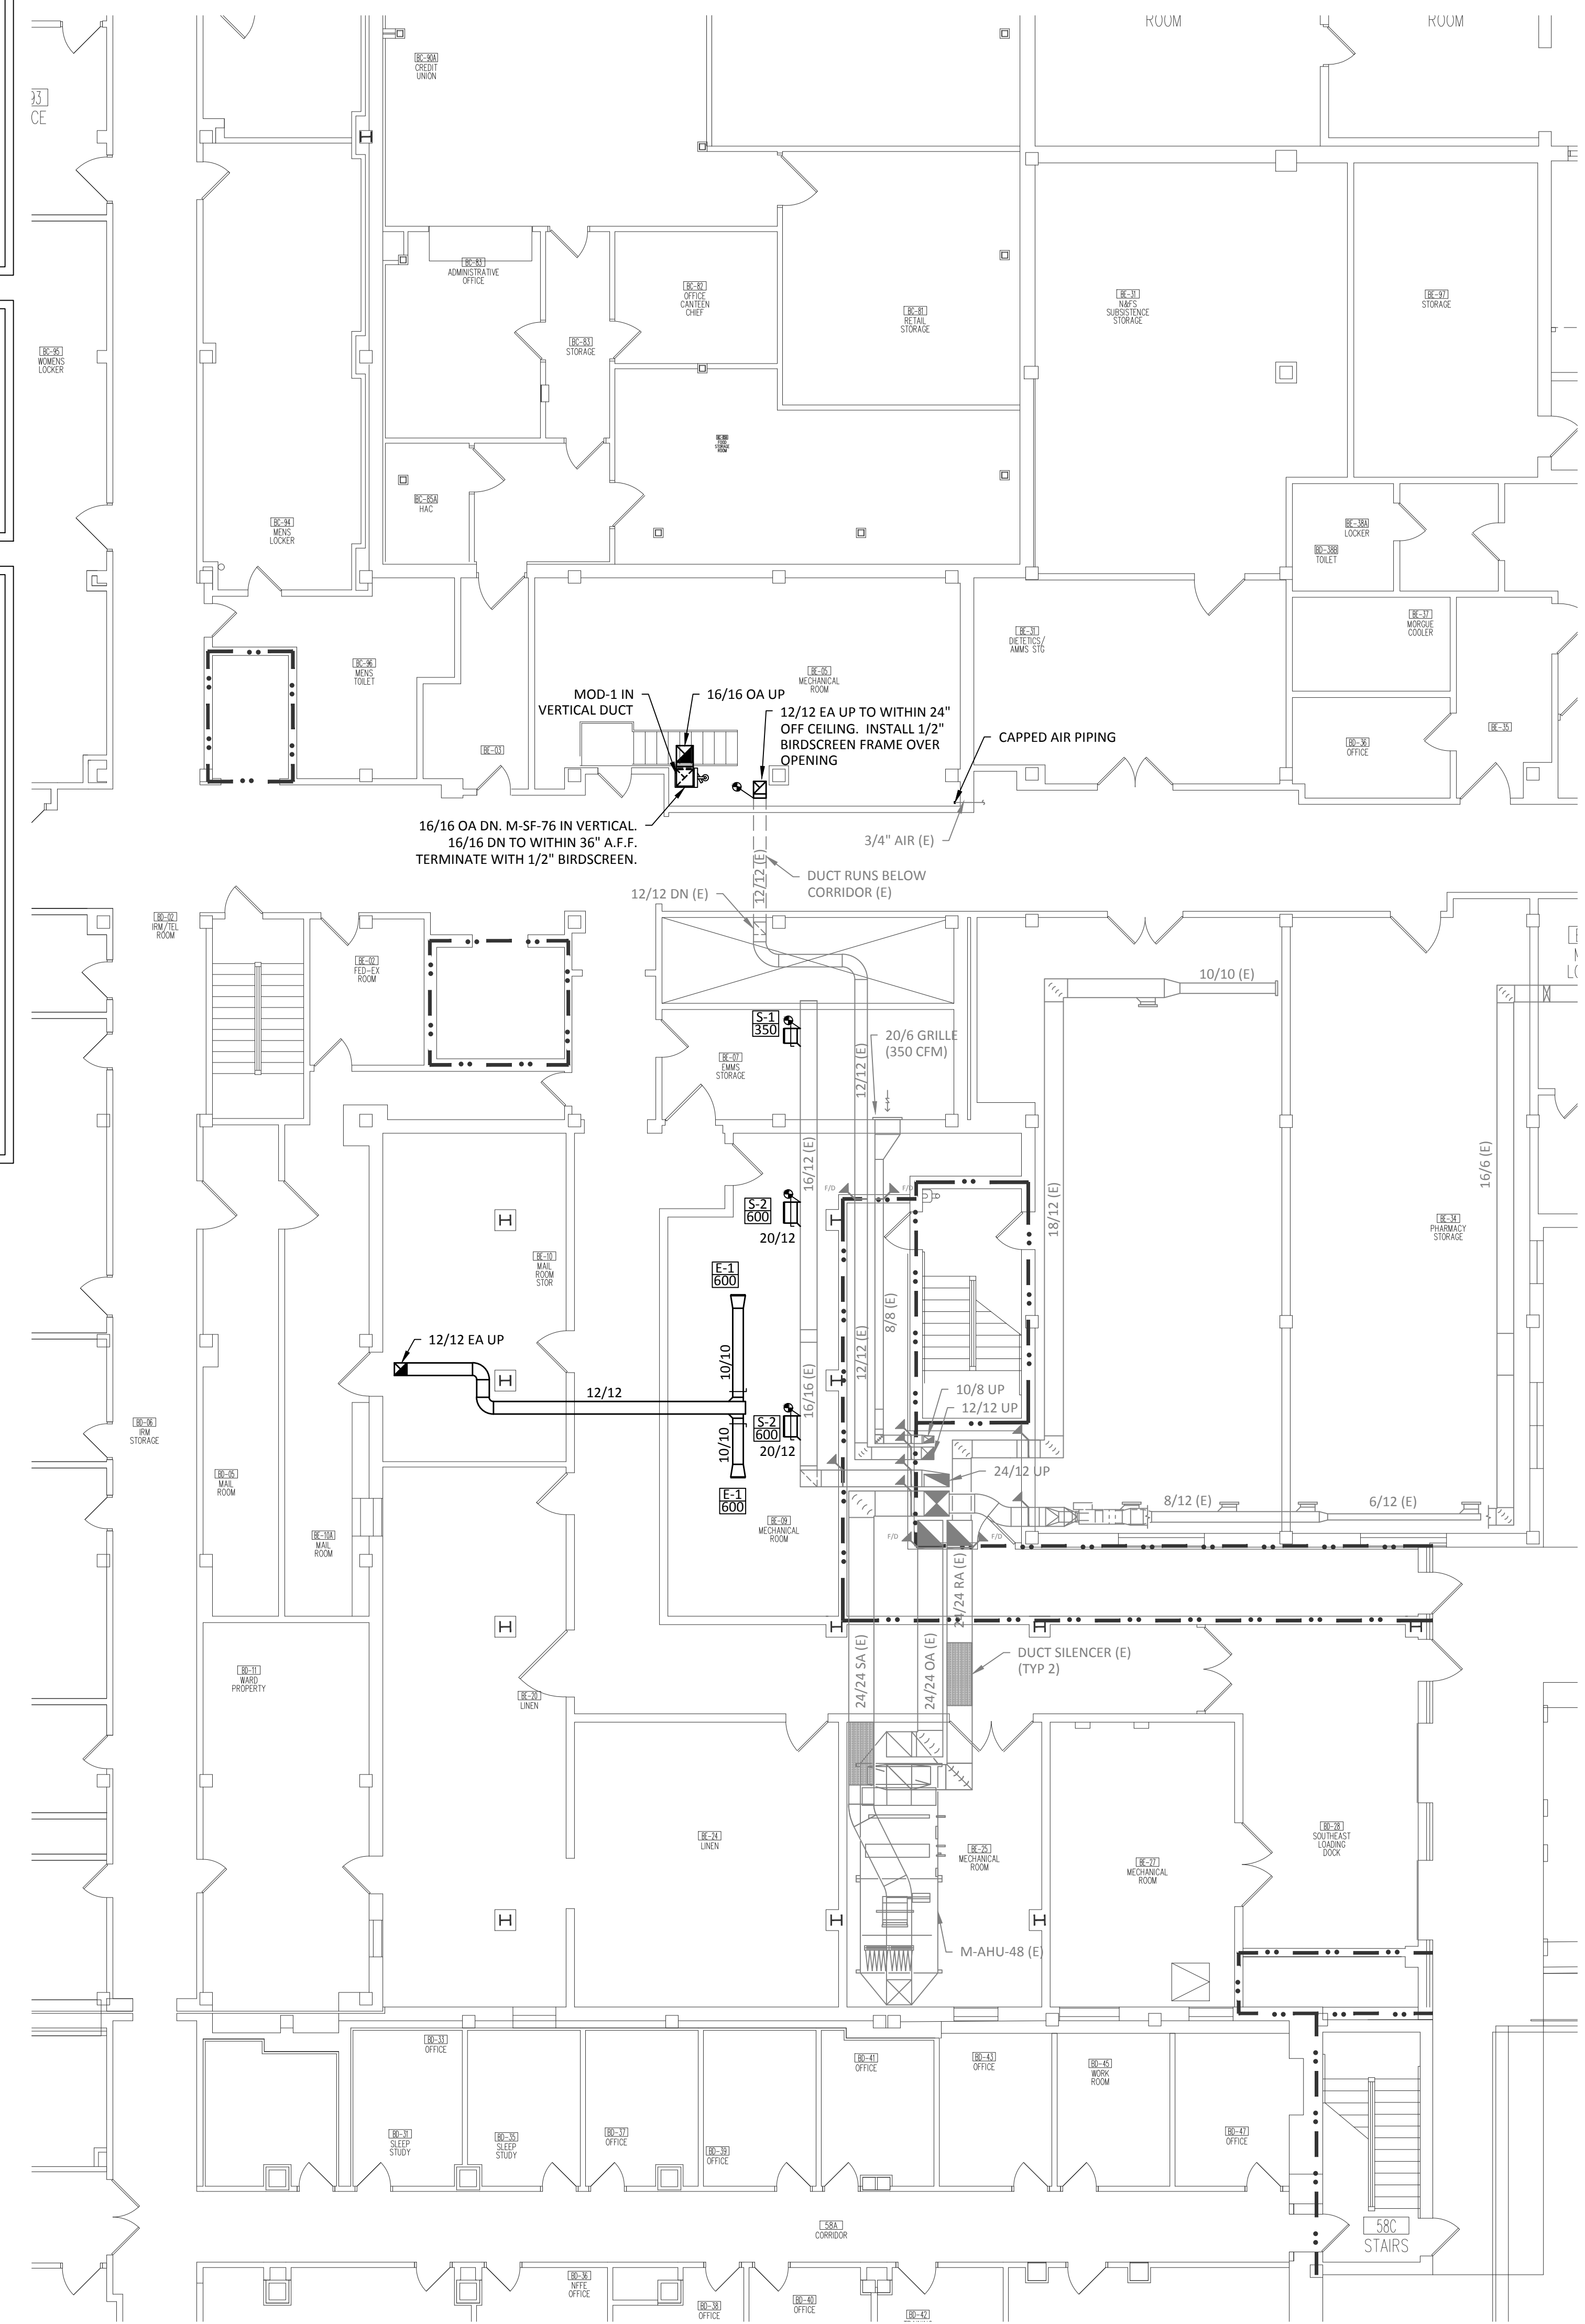 ROOM
ROOM
93
CE
BC-90A
CREDIT
UNION
BC-83
ADMINISTRATIVE
OFFICE
BC-82
OFFICE
CANTEEN
CHIEF
BC-81
RETAIL
STORAGE
BE-31
N&FS
SUBSISTENCE
STORAGE
BE-97
STORAGE
BC-95
WOMENS
LOCKER
BC-83
STORAGE
FOOD
STORAGE
ROOM
BC-85A
HAC
BC-94
MENS
LOCKER
BE-38A
LOCKER
BD-38B
TOILET
BE-37
MORGUE
COOLER
BE-31
DIETETICS/
AMMS STG
BC-96
MENS
TOILET
BE-05
MECHANICAL
ROOM
MOD-1 IN
VERTICAL DUCT
16/16 OA UP
12/12 EA UP TO WITHIN 24"
OFF CEILING. INSTALL 1/2"
BIRDSCREEN FRAME OVER
OPENING
CAPPED AIR PIPING
BE-03
BE-35
BD-36
OFFICE
16/16 OA DN. M-SF-76 IN VERTICAL.
16/16 DN TO WITHIN 36" A.F.F.
TERMINATE WITH 1/2" BIRDSCREEN.
3/4" AIR (E)
12/12 (E)
DUCT RUNS BELOW
CORRIDOR (E)
12/12 DN (E)
BD-02
IRM/TEL
ROOM
BE-02
FED-EX
ROOM
10/10 (E)
S-1
350
20/6 GRILLE
(350 CFM)
BE-07
EMMS
STORAGE
12/12 (E)
16/12 (E)
F/D
F/D
18/12 (E)
16/6 (E)
S-2
600
20/12
BE-34
PHARMACY
STORAGE
BE-10
MAIL
ROOM
STOR
E-1
600
8/8 (E)
12/12 EA UP
10/10
12/12 (E)
16/16 (E)
12/12
10/8 UP
12/12 UP
BD-06
IRM
STORAGE
S-2
600
20/12
10/10
24/12 UP
BD-05
MAIL
ROOM
E-1
600
8/12 (E)
6/12 (E)
BE-10A
MAIL
ROOM
BE-09
MECHANICAL
ROOM
F/D
F/D
24/24 RA (E)
24/24 SA (E)
24/24 OA (E)
DUCT SILENCER (E)
(TYP 2)
BD-11
WARD
PROPERTY
BE-20
LINEN
BE-24
LINEN
BE-25
MECHANICAL
ROOM
BE-27
MECHANICAL
ROOM
BD-28
SOUTHEAST
LOADING
DOCK
M-AHU-48 (E)
BD-33
OFFICE
BD-41
OFFICE
BD-43
OFFICE
BD-45
WORK
ROOM
BD-31
SLEEP
STUDY
BD-35
SLEEP
STUDY
BD-37
OFFICE
BD-39
OFFICE
BD-47
OFFICE
58A
CORRIDOR
58C
STAIRS
BD-36
NFFE
OFFICE
BD-38
OFFICE
BD-40
OFFICE
BD-42